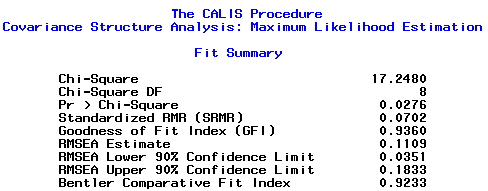 The CALIS Procedure
Covariance Structure Analysis: Maximum Likelihood Estimation
Fit Summary
Chi-Square 17.2480
Chi-Square DF 8
Pr > Chi-Square 0.0276
Standardized RMR (SRMR) 0.0702
Goodness of Fit Index (GFI) 0.9360
RMSEA Estimate 0.1109
RMSEA Lower 90% Confidence Limit 0.0351
RMSEA Upper 90% Confidence Limit 0.1833
Bentler Comparative Fit Index 0.9233